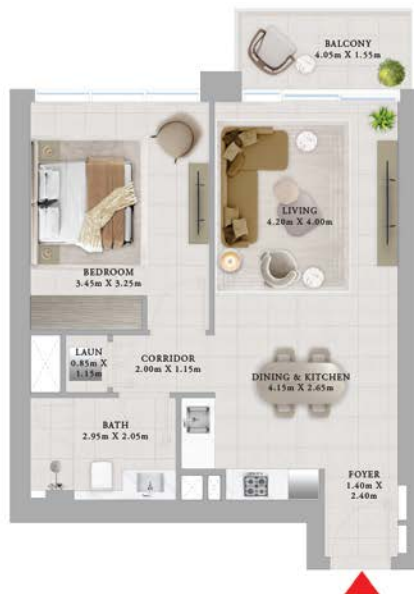 BALCONY
4.05m X 1.55m
LIVING
4.20m X 4.00m
BEDROOM
3.45m X 3.25m
LAUN
0.85m X
1.15m
CORRIDOR
2.00m X 1.15m
DINING & KITCHEN
4.15m X 2.65m
BATH
2.95m X 2.05m
FOYER
1.40m X
2.40m